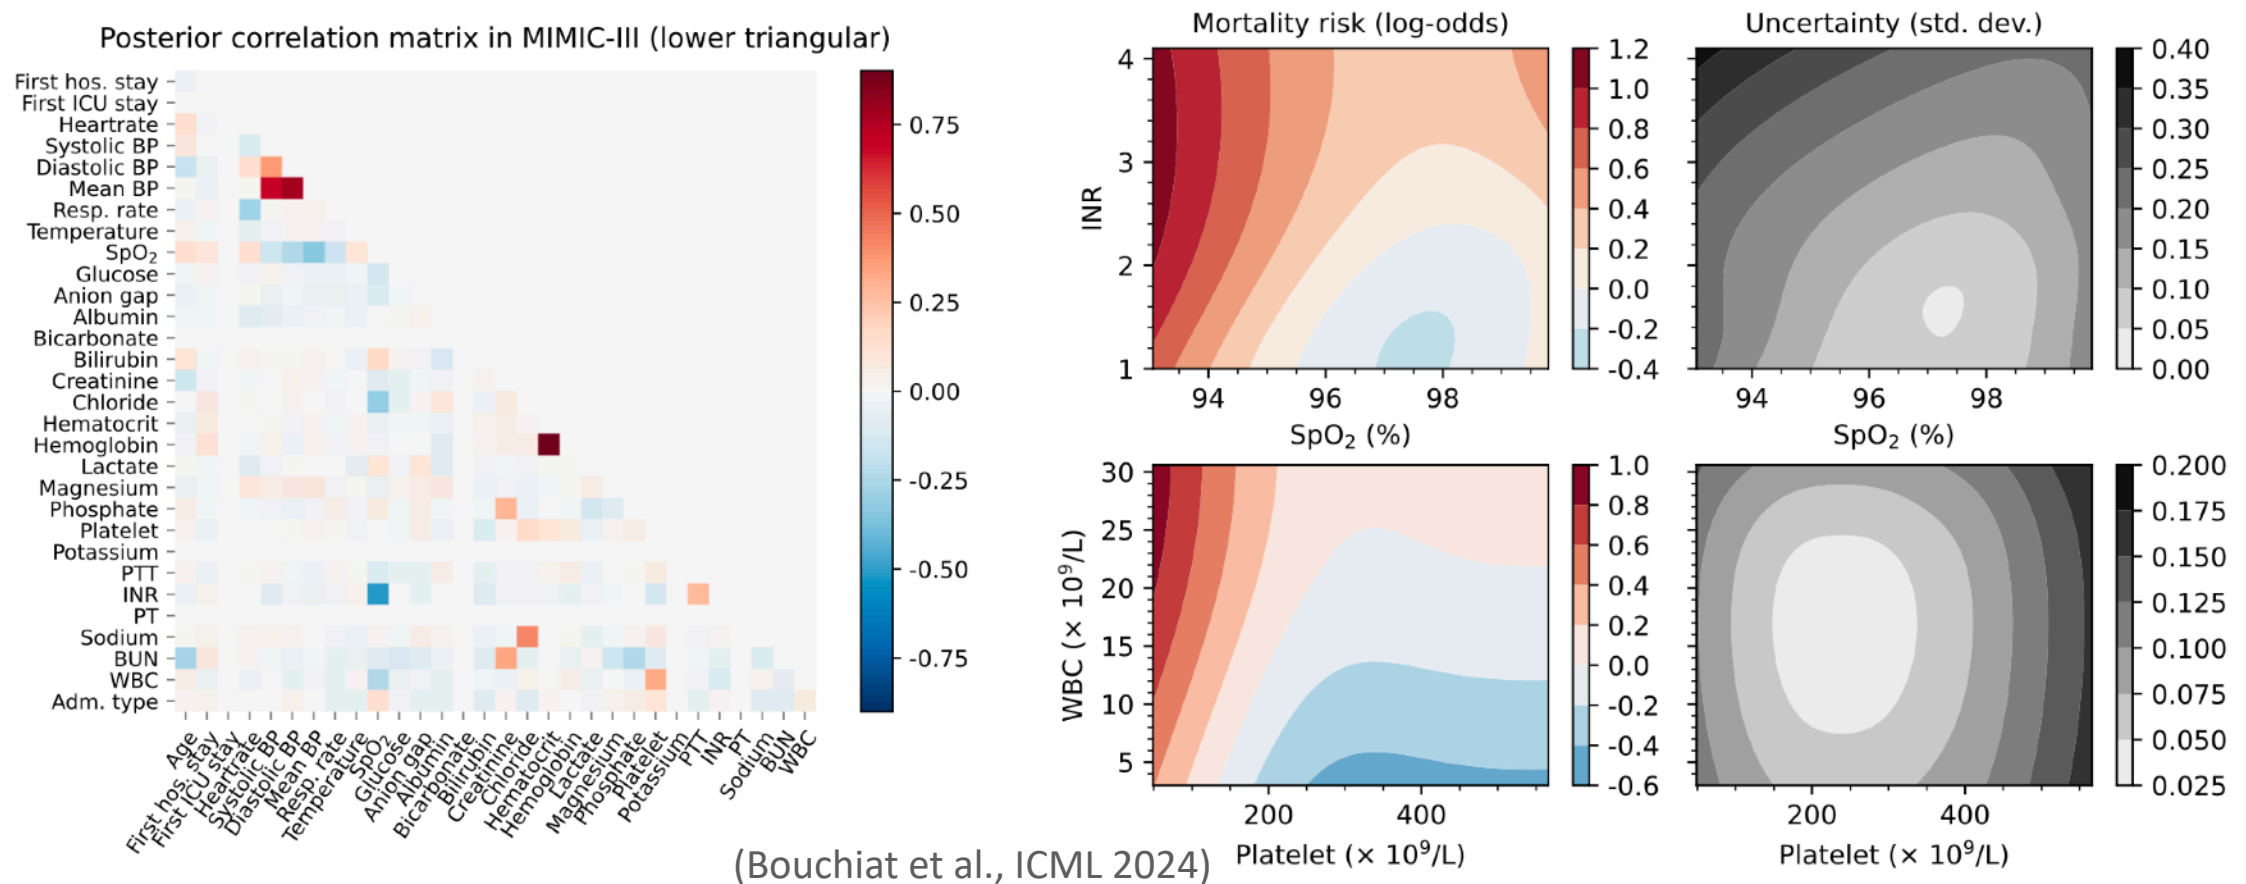 Posterior correlation matrix in MIMIC-III (lower triangular)
First hos. stay
First ICU stay
Heartrate
Systolic BP
Diastolic BP
Mean BP
Resp. rate
Temperature
SpO₂
Glucose
Anion gap
Albumin
Bicarbonate
Bilirubin
Creatinine
Chloride
Hematocrit
Hemoglobin
Lactate
Magnesium
Phosphate
Platelet
Potassium
PTT
INR
PT
Sodium
BUN
WBC
Adm. type
Age
First hos. stay
First ICU stay
Heartrate
Systolic BP
Diastolic BP
Mean BP
Resp. rate
Temperature
SpO₂
Glucose
Anion gap
Albumin
Bicarbonate
Bilirubin
Creatinine
Chloride
Hematocrit
Hemoglobin
Lactate
Magnesium
Phosphate
Platelet
Potassium
PTT
INR
PT
Sodium
BUN
WBC
0.75
0.50
0.25
0.00
-0.25
-0.50
-0.75
Mortality risk (log-odds)
INR
4
3
2
1
94 96 98
SpO₂ (%)
1.2
1.0
0.8
0.6
0.4
0.2
0.0
-0.2
-0.4
Uncertainty (std. dev.)
94 96 98
SpO₂ (%)
0.40
0.35
0.30
0.25
0.20
0.15
0.10
0.05
0.00
WBC (× 10⁹/L)
30
25
20
15
10
5
200 400
Platelet (× 10⁹/L)
1.0
0.8
0.6
0.4
0.2
0.0
-0.2
-0.4
-0.6
200 400
Platelet (× 10⁹/L)
0.200
0.175
0.150
0.125
0.100
0.075
0.050
0.025
(Bouchiat et al., ICML 2024)